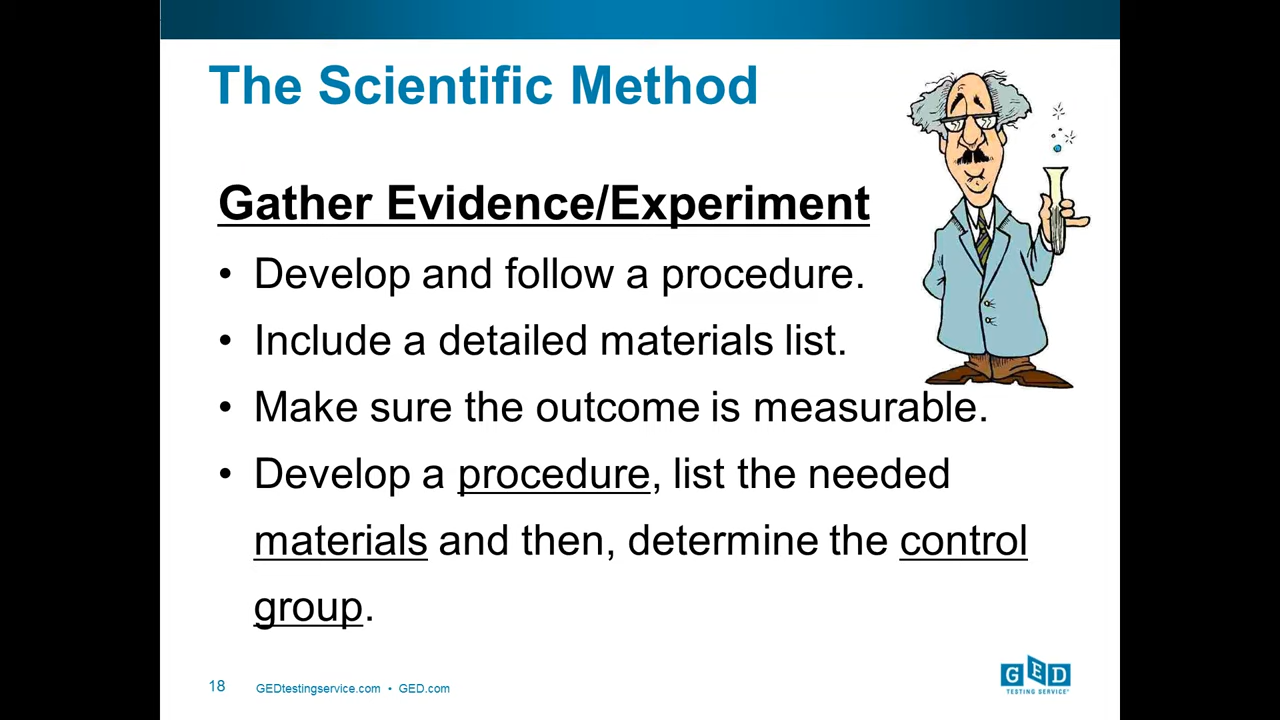 The Scientific Method
Gather Evidence/Experiment
• Develop and follow a procedure.
• Include a detailed materials list.
• Make sure the outcome is measurable.
• Develop a procedure, list the needed
materials and then, determine the control
group.
18 GEDtestingservice.com • GED.com
GED
TESTING SERVICE®